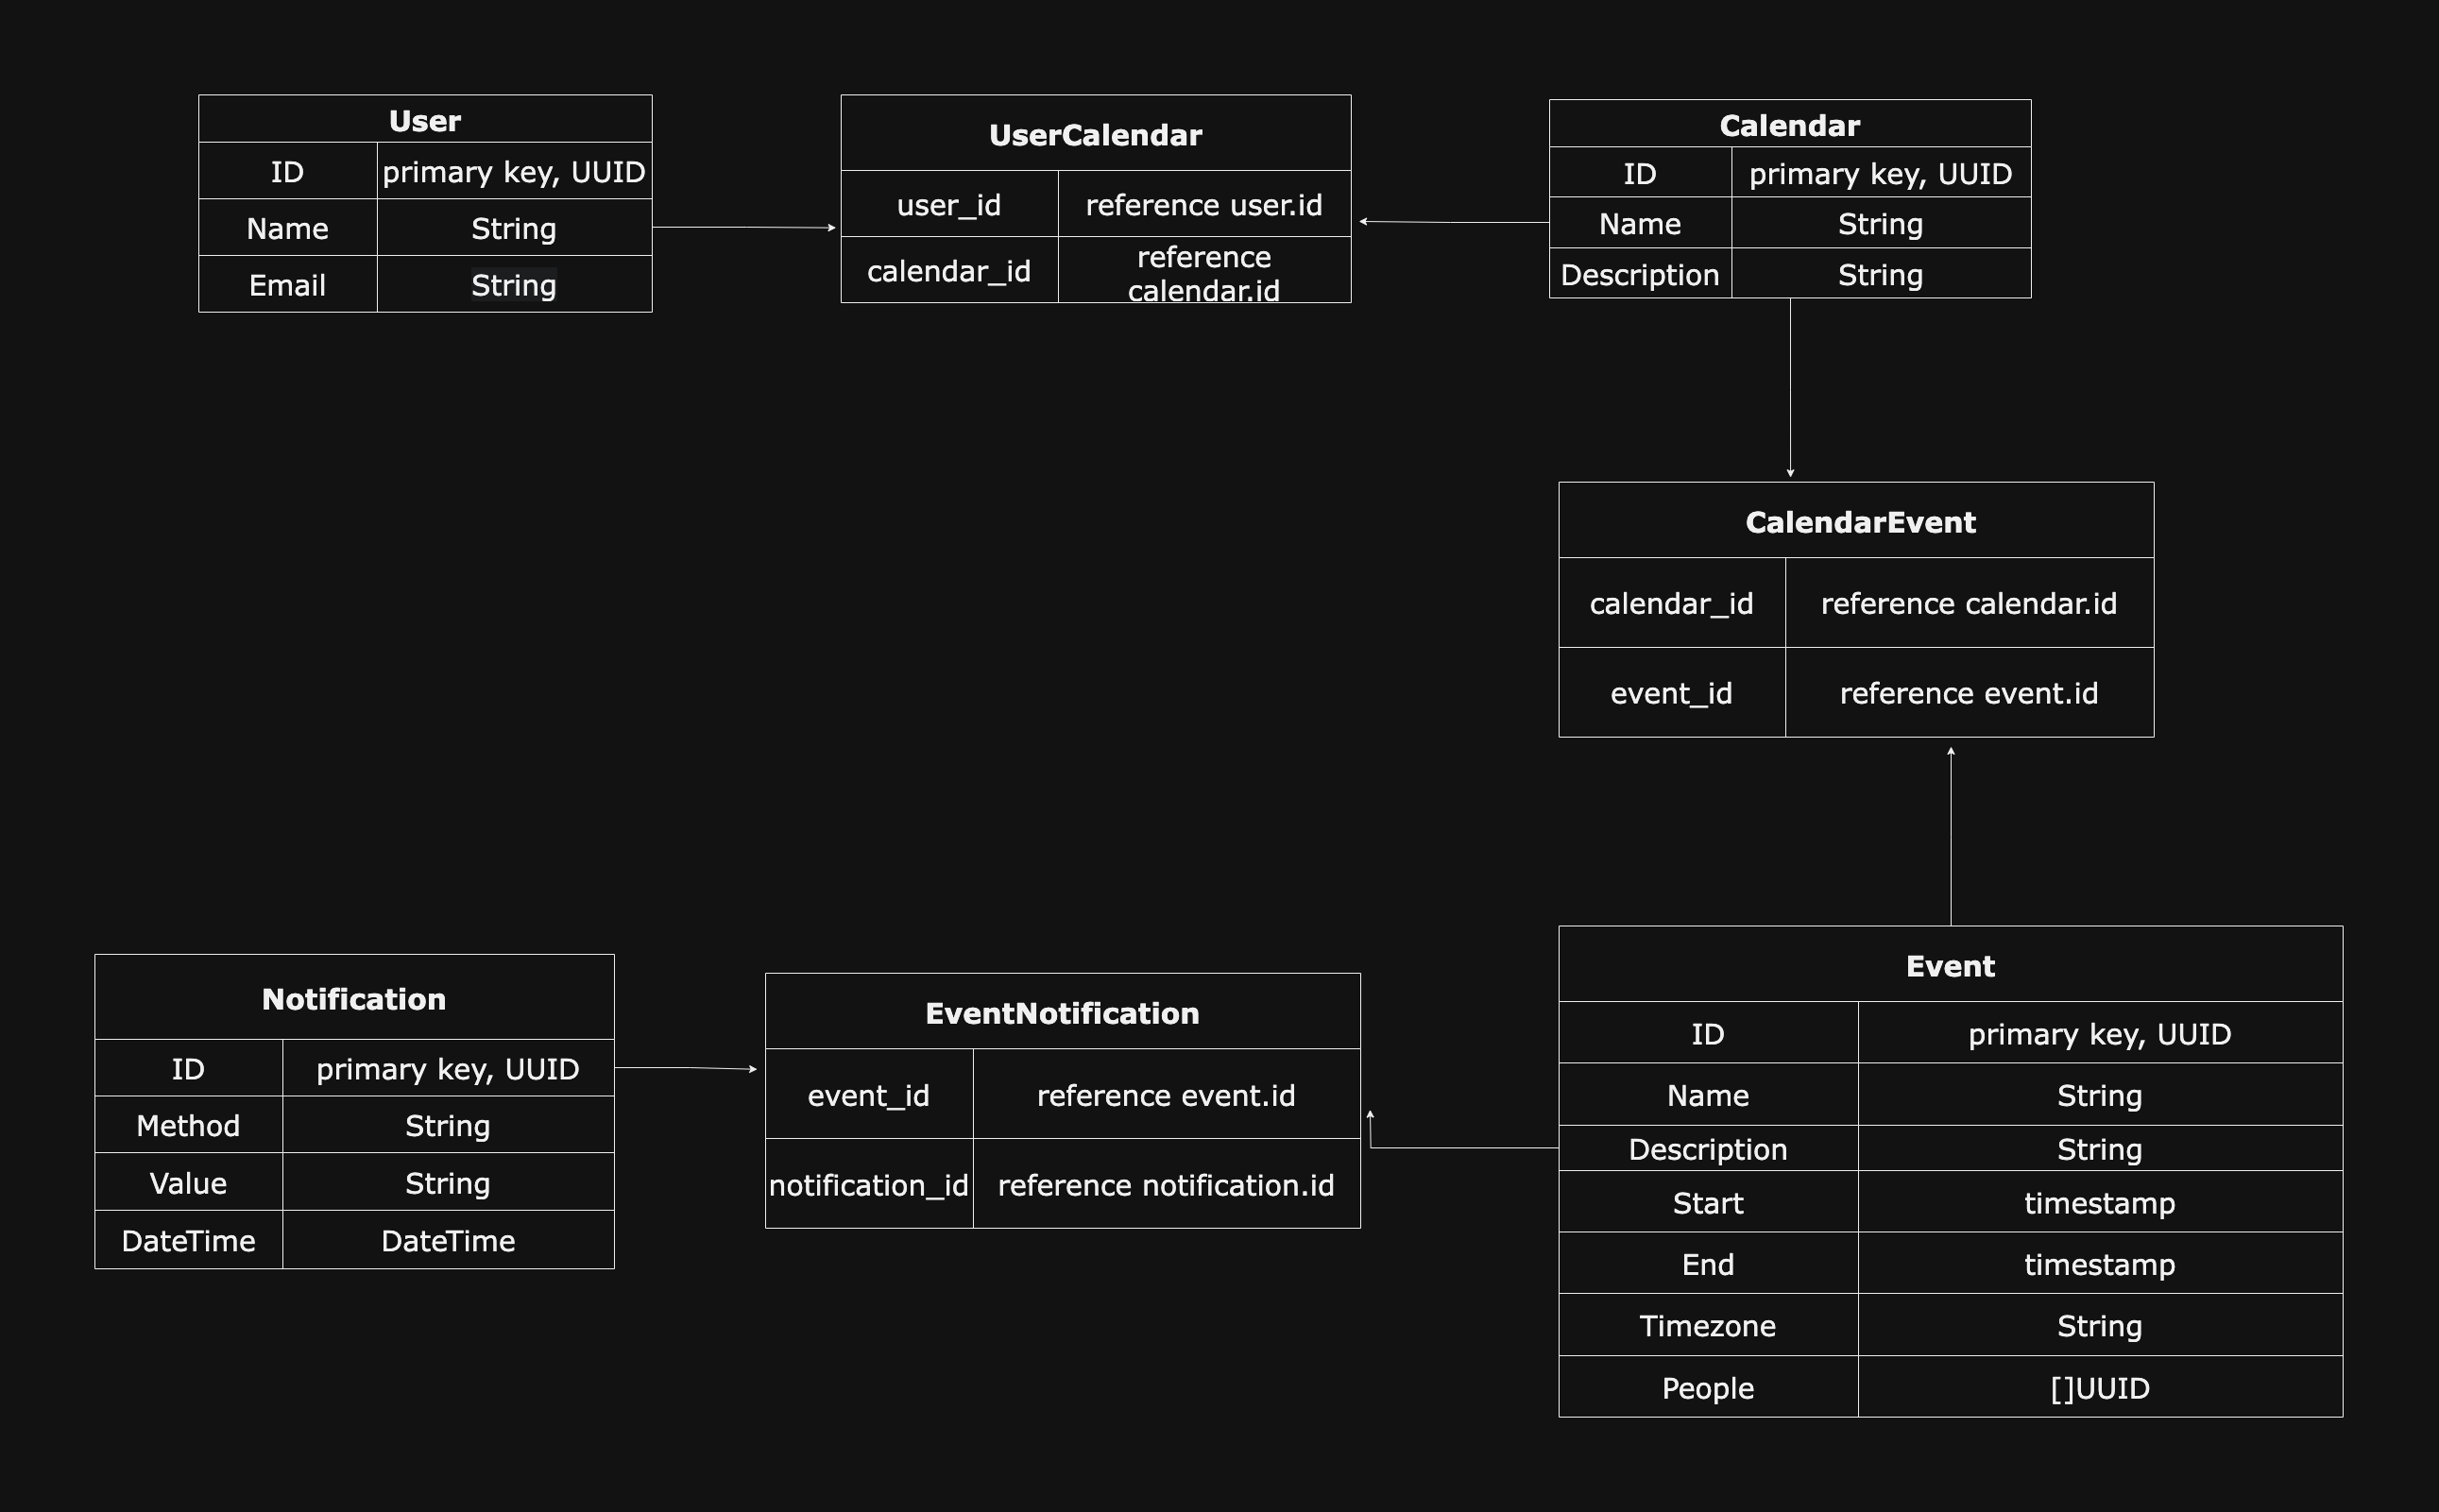 User
ID
primary key, UUID
Name
String
Email
String
UserCalendar
user_id
reference user.id
calendar_id
reference
calendar.id
Calendar
ID
primary key, UUID
Name
String
Description
String
CalendarEvent
calendar_id
reference calendar.id
event_id
reference event.id
Notification
ID
primary key, UUID
Method
String
Value
String
DateTime
DateTime
EventNotification
event_id
reference event.id
notification_id
reference notification.id
Event
ID
primary key, UUID
Name
String
Description
String
Start
timestamp
End
timestamp
Timezone
String
People
[]UUID